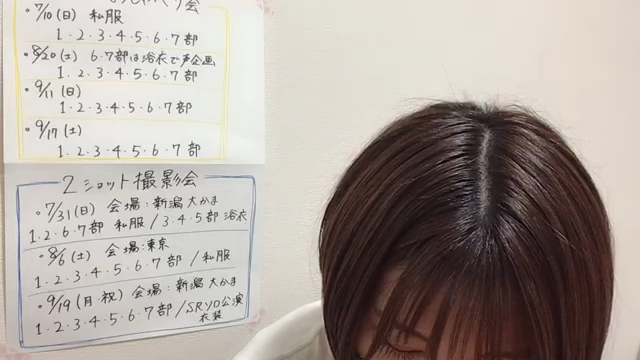 会
・7/10(日) 私服
1・2・3・4・5・6・7部
・8/20(土) 6・7部は浴衣で声企画
1・2・3・4・5・6・7部
・9/11(日)
1・2・3・4・5・6・7部
・9/17(土)
1・2・3・4・5・6・7部
2ショット撮影会
・7/31(日) 会場:新潟 大かま
1・2・6・7部 私服/3・4・5部 浴衣
・8/6(土) 会場:東京
1・2・3・4・5・6・7部/私服
・9/19(月・祝) 会場:新潟 大かま
1・2・3・4・5・6・7部/SRソロ公演衣装